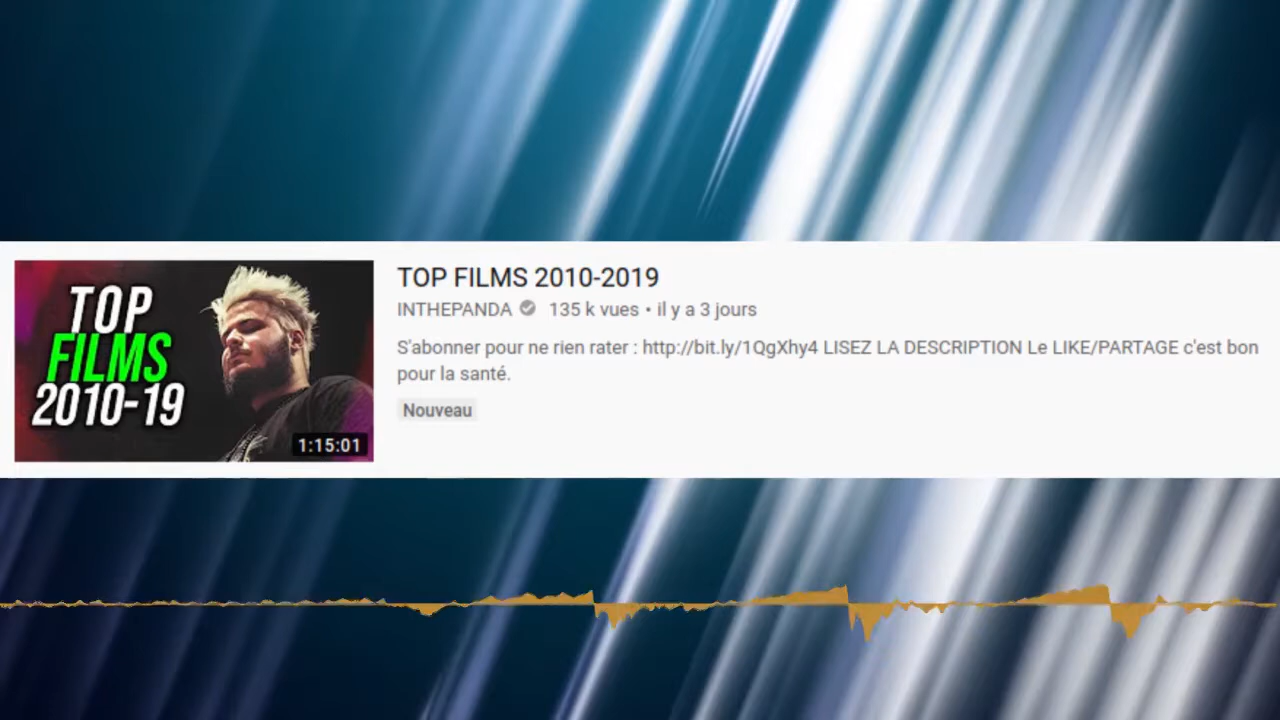 TOP
FILMS
2010-19
1:15:01
TOP FILMS 2010-2019
INTHEPANDA 135 k vues • il y a 3 jours
S'abonner pour ne rien rater : http://bit.ly/1QgXhy4 LISEZ LA DESCRIPTION Le LIKE/PARTAGE c'est bon
pour la santé.
Nouveau